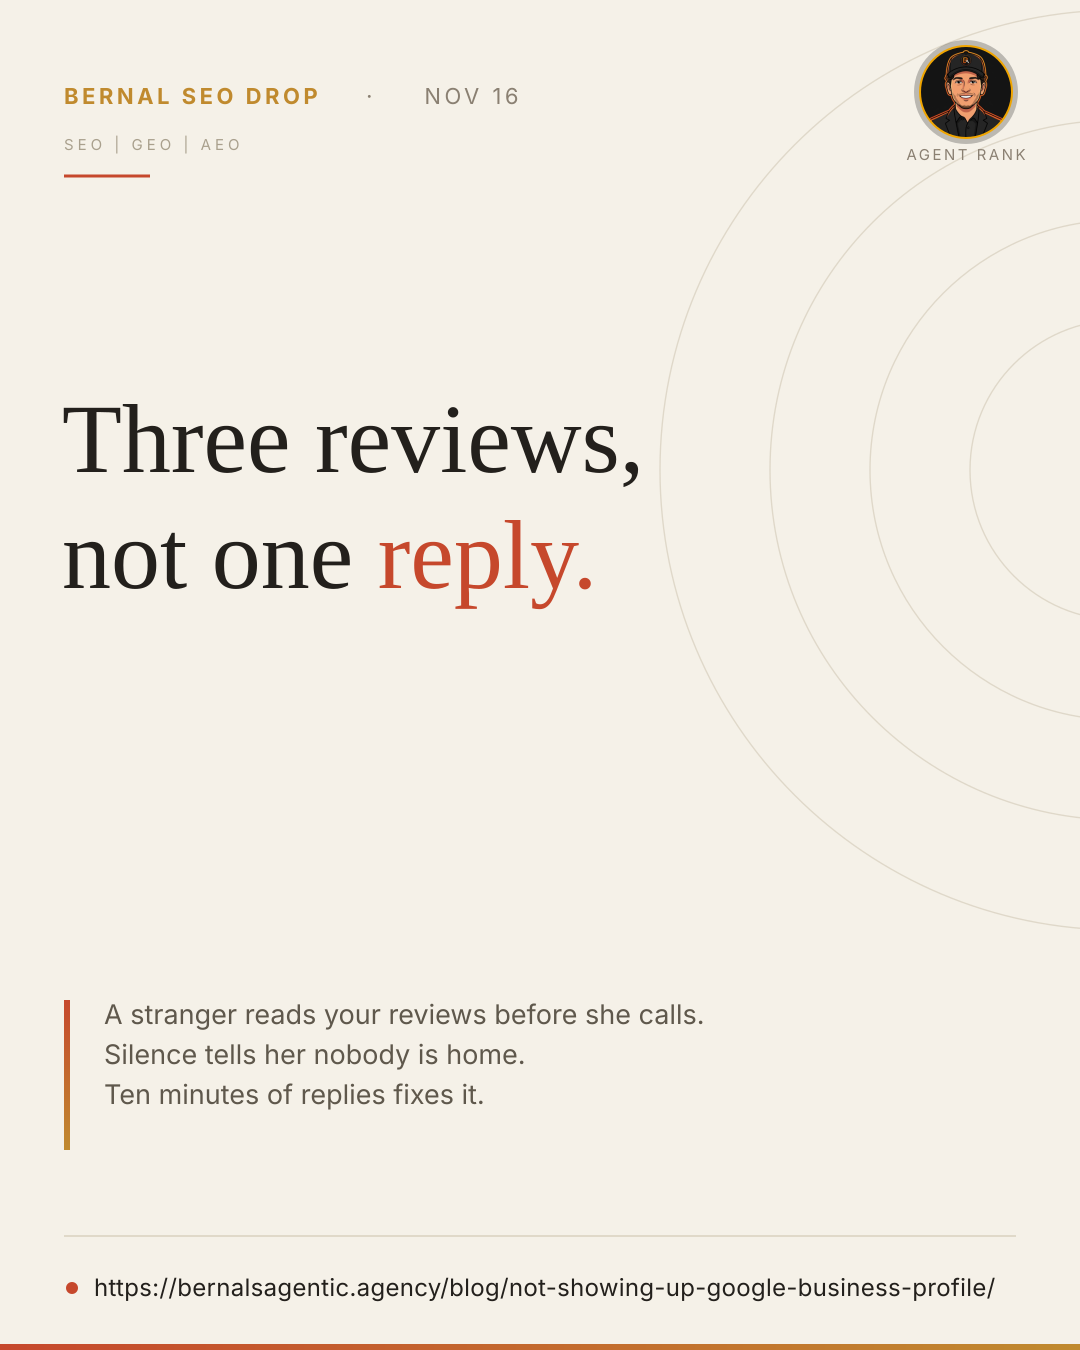 BERNAL SEO DROP · NOV 16
SEO | GEO | AEO
AGENT RANK
Three reviews,
not one reply.
A stranger reads your reviews before she calls.
Silence tells her nobody is home.
Ten minutes of replies fixes it.
https://bernalsagentic.agency/blog/not-showing-up-google-business-profile/